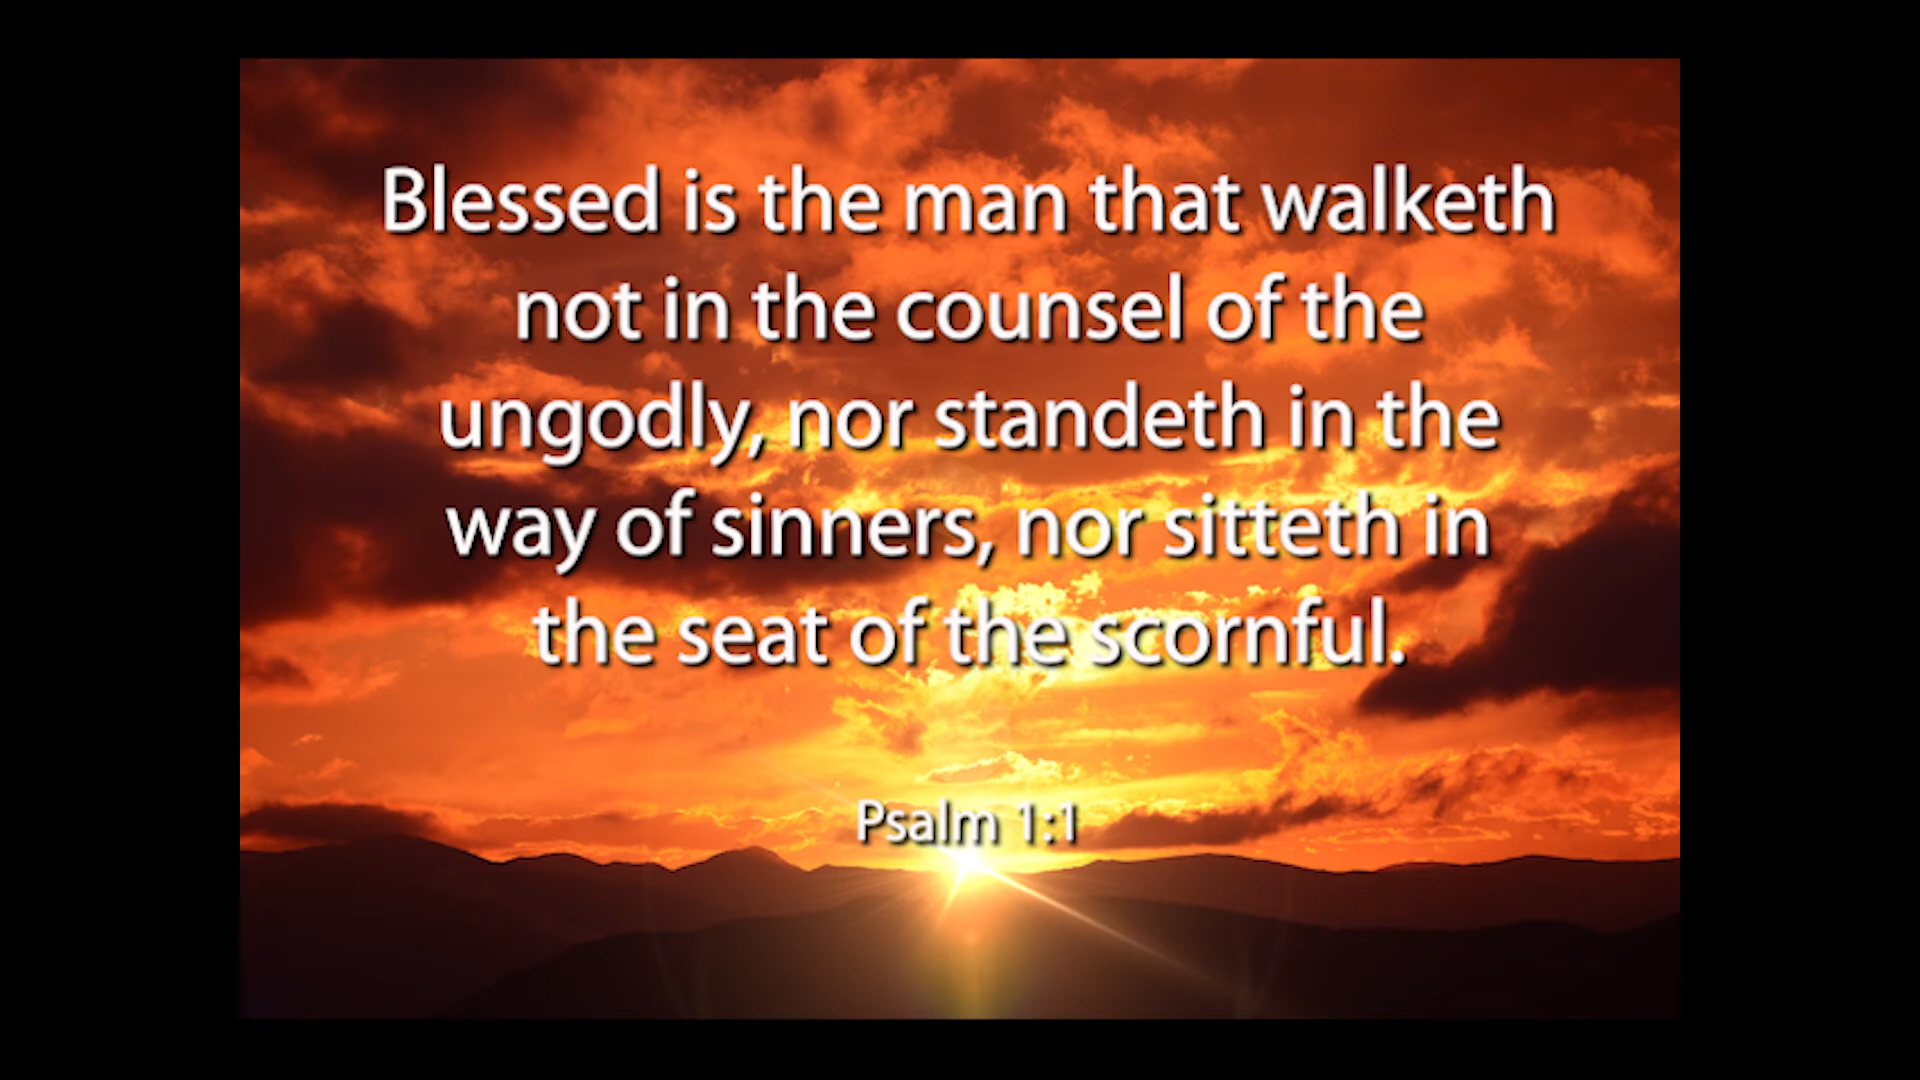 Blessed is the man that walketh
not in the counsel of the
ungodly, nor standeth in the
way of sinners, nor sitteth in
the seat of the scornful.
Psalm 1:1